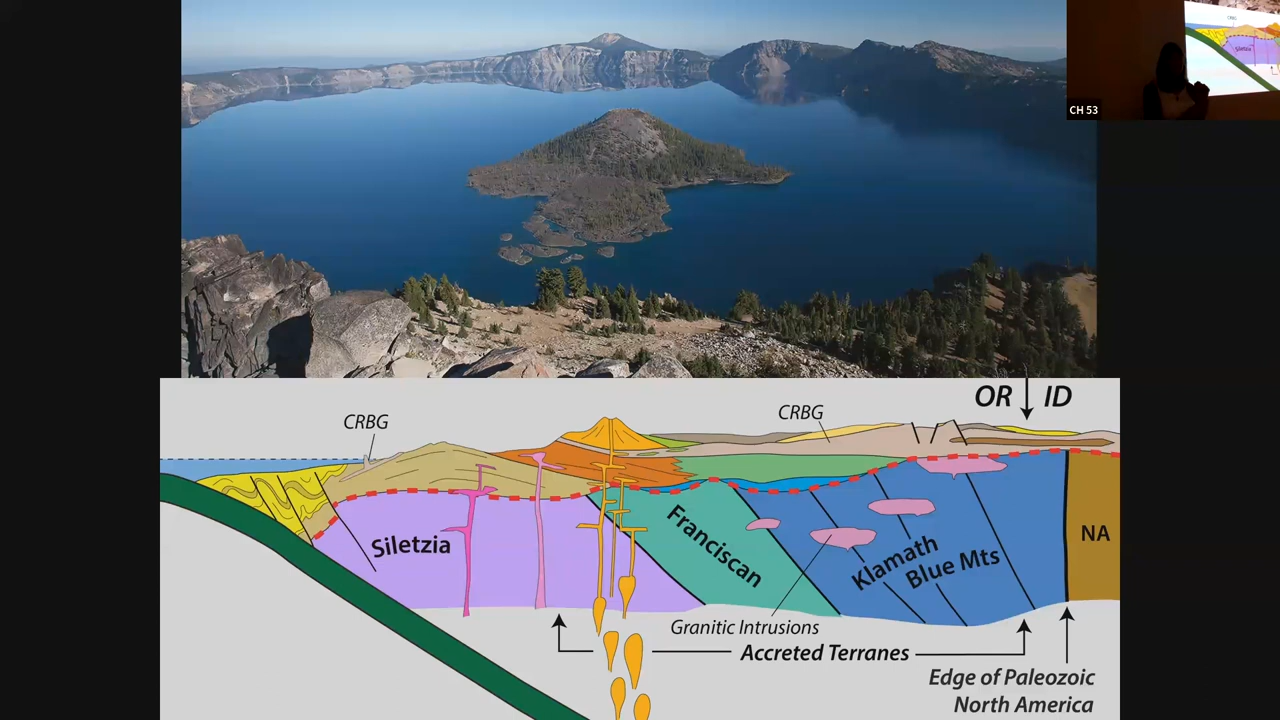 CH 53
OR ID
CRBG
CRBG
Siletzia
Franciscan
Klamath
Blue Mts
NA
Granitic Intrusions
Accreted Terranes
Edge of Paleozoic
North America